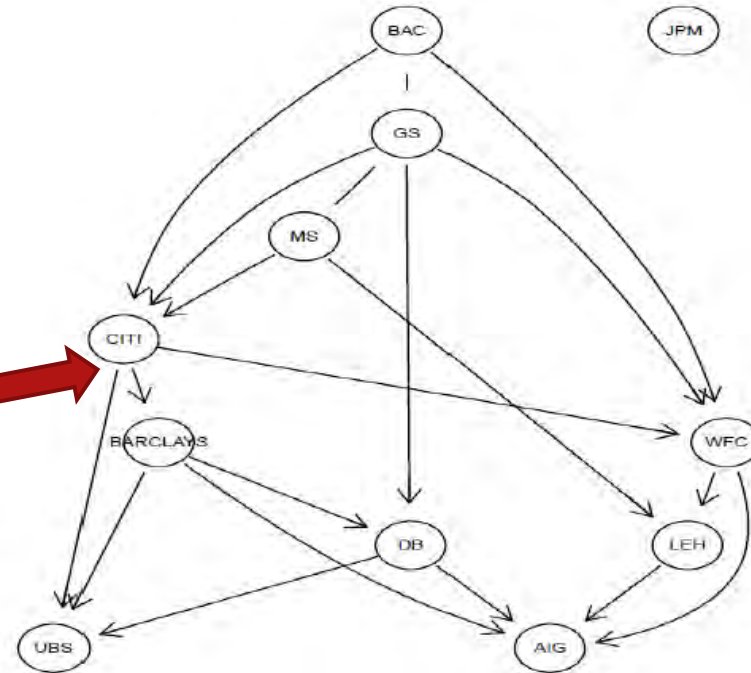 BAC
JPM
GS
MS
CITI
BARCLAYS
WFC
DB
LEH
UBS
AIG